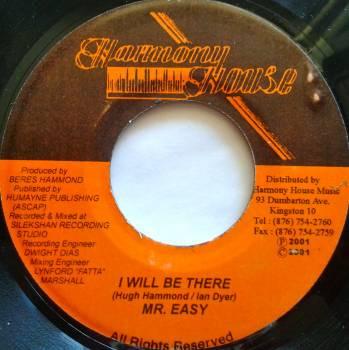 Harmony
House
Produced by
BERES HAMMOND
Published by
HUMAYNE PUBLISHING
(ASCAP)
Recorded & Mixed at
SILEKSHAN RECORDING
STUDIO
Recording Engineer
DWIGHT DIAS
Mixing Engineer
LYNFORD "FATTA"
MARSHALL
Distributed by
Harmony House Music
93 Dumbarton Ave.
Kingston 10
Tel : (876) 754-2760
Fax : (876) 754-2759
℗ 2001
© 2001
I WILL BE THERE
(Hugh Hammond / Ian Dyer)
MR. EASY
All Rights Reserved